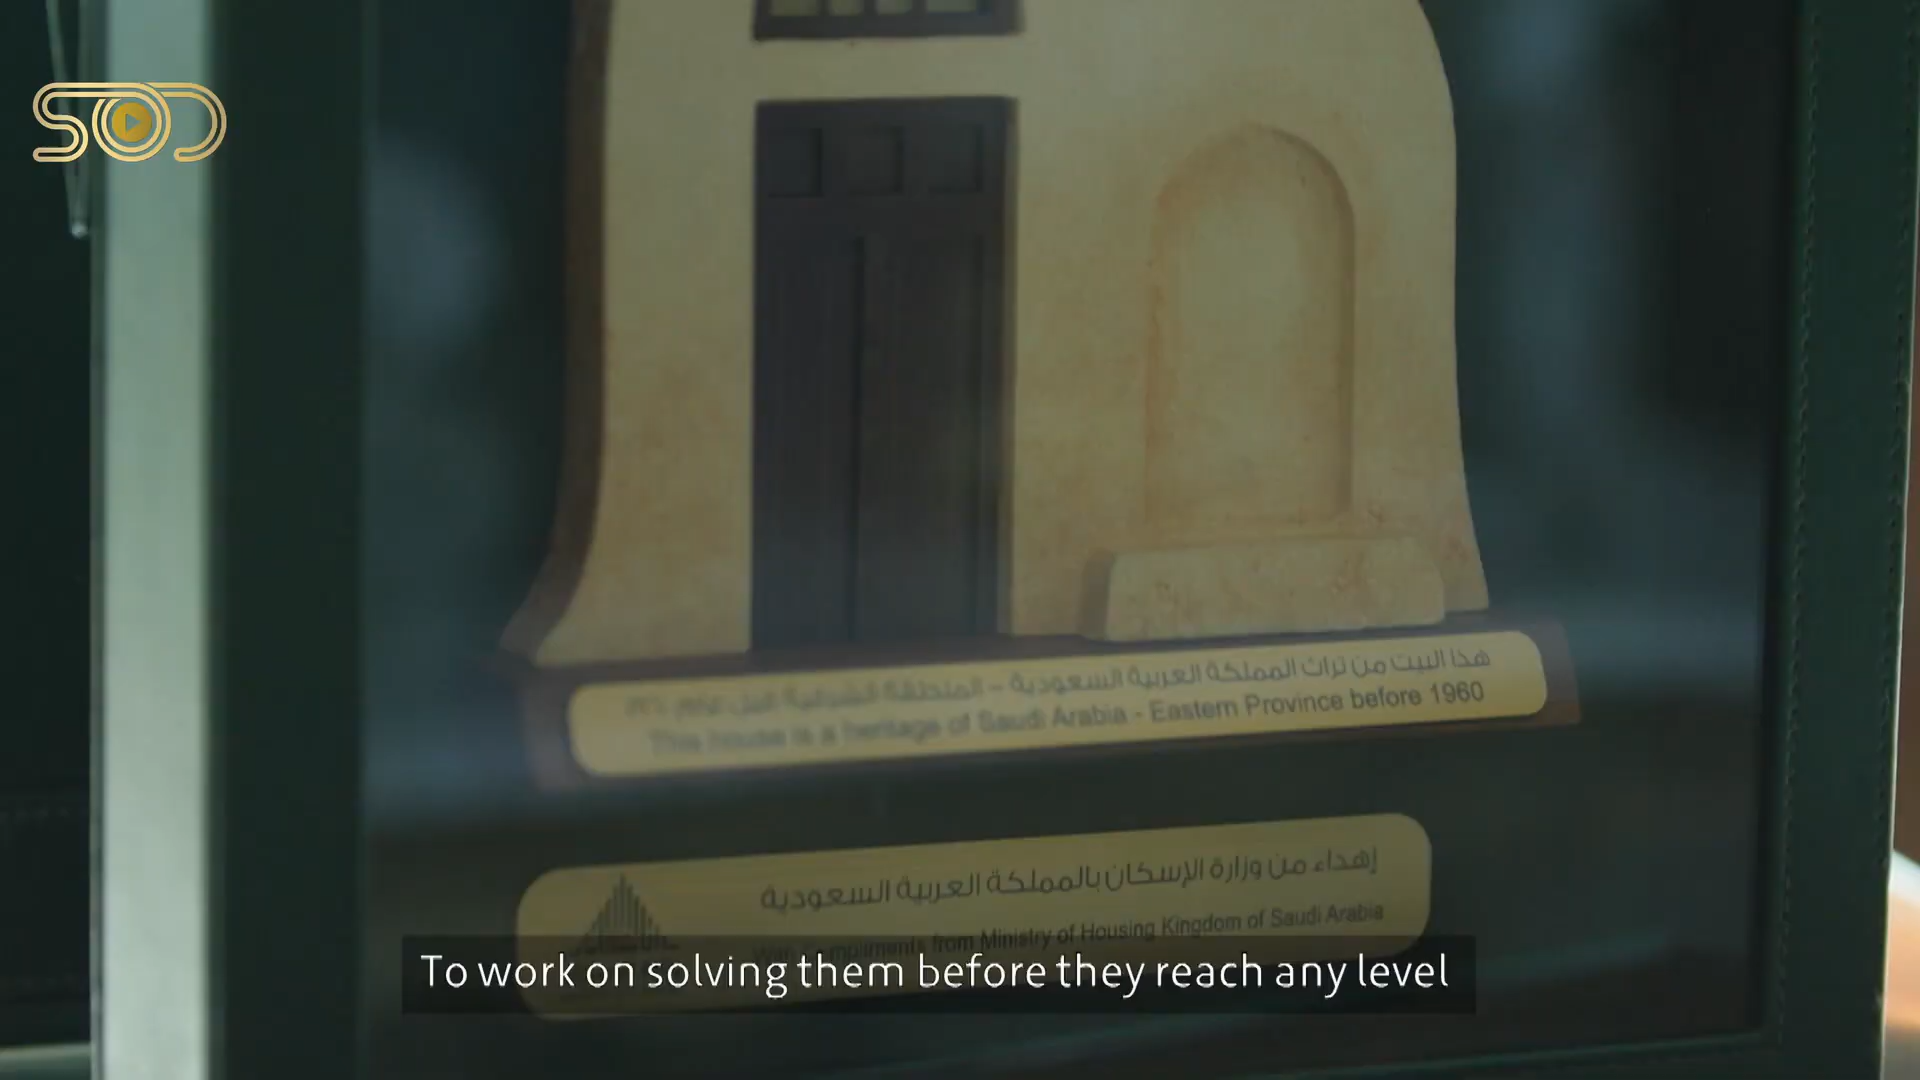 SOD
هذا البيت من تراث المملكة العربية السعودية – المنطقة الشرقية قبل
This house is a heritage of Saudi Arabia - Eastern Province before 1960
إهداء من وزارة الإسكان بالمملكة العربية السعودية
With Compliments from Ministry of Housing Kingdom of Saudi Arabia
To work on solving them before they reach any level